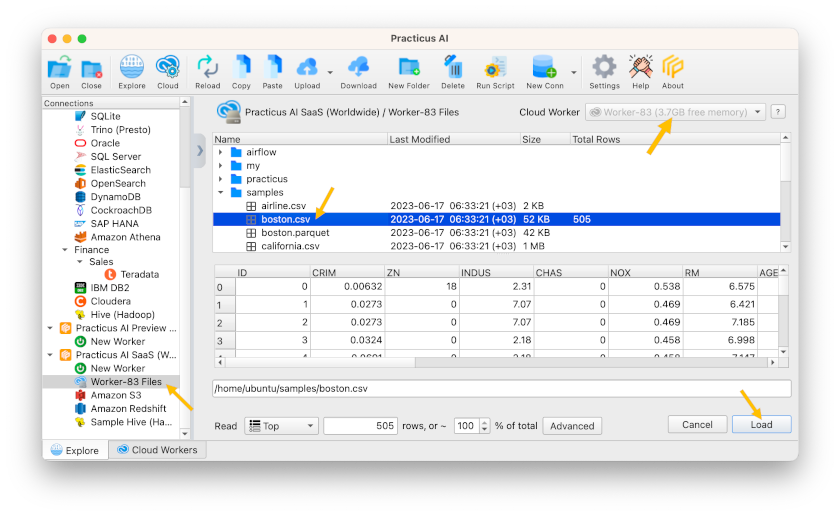 Practicus AI
Open Close Explore Cloud Reload Copy Paste Upload Download New Folder Delete Run Script New Conn Settings Help About
Connections
SQLite
Trino (Presto)
Oracle
SQL Server
ElasticSearch
OpenSearch
DynamoDB
CockroachDB
SAP HANA
Amazon Athena
Finance
Sales
Teradata
IBM DB2
Cloudera
Hive (Hadoop)
Practicus AI Preview ...
New Worker
Practicus AI SaaS (W...
New Worker
Worker-83 Files
Amazon S3
Amazon Redshift
Sample Hive (Ha...
Explore Cloud Workers
Practicus AI SaaS (Worldwide) / Worker-83 Files Cloud Worker Worker-83 (3.7GB free memory) ?
Name Last Modified Size Total Rows
airflow
my
practicus
samples
airline.csv 2023-06-17 06:33:21 (+03) 2 KB
boston.csv 2023-06-17 06:33:21 (+03) 52 KB 505
boston.parquet 2023-06-17 06:33:21 (+03) 42 KB
california.csv 2023-06-17 06:33:21 (+03) 1 MB
ID CRIM ZN INDUS CHAS NOX RM AGE
0 0 0.00632 18 2.31 0 0.538 6.575
1 1 0.0273 0 7.07 0 0.469 6.421
2 2 0.0273 0 7.07 0 0.469 7.185
3 3 0.0324 0 2.18 0 0.458 6.998
/home/ubuntu/samples/boston.csv
Read Top 505 rows, or ~ 100 % of total Advanced Cancel Load